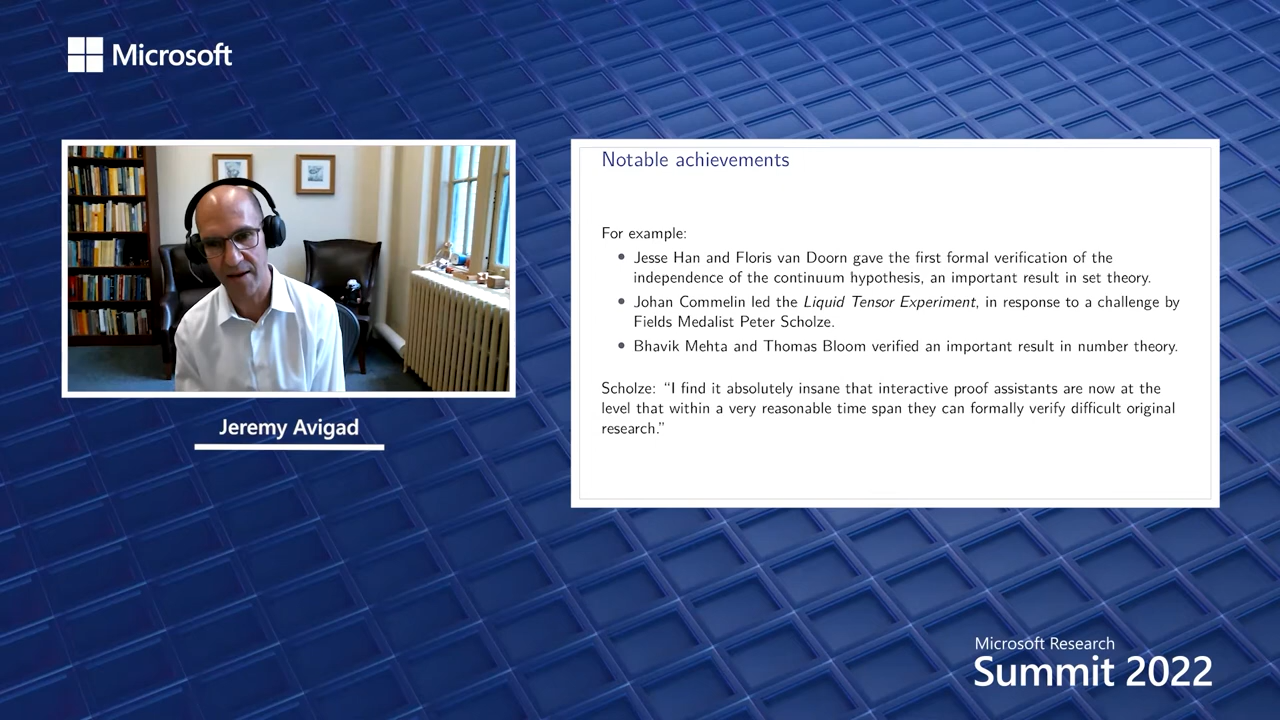 Microsoft
Notable achievements
For example:
• Jesse Han and Floris van Doorn gave the first formal verification of the
independence of the continuum hypothesis, an important result in set theory.
• Johan Commelin led the Liquid Tensor Experiment, in response to a challenge by
Fields Medalist Peter Scholze.
• Bhavik Mehta and Thomas Bloom verified an important result in number theory.
Scholze: “I find it absolutely insane that interactive proof assistants are now at the
level that within a very reasonable time span they can formally verify difficult original
research.”
Jeremy Avigad
Microsoft Research
Summit 2022